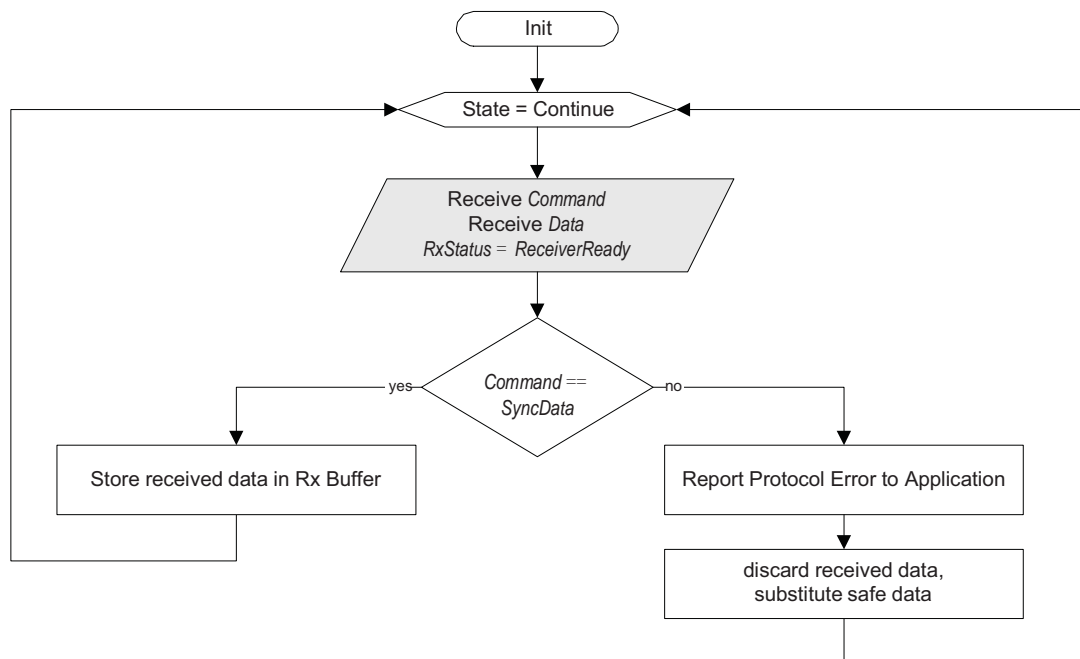 Init
State = Continue
Receive Command
Receive Data
RxStatus = ReceiverReady
yes
Command ==
SyncData
no
Store received data in Rx Buffer
Report Protocol Error to Application
discard received data,
substitute safe data